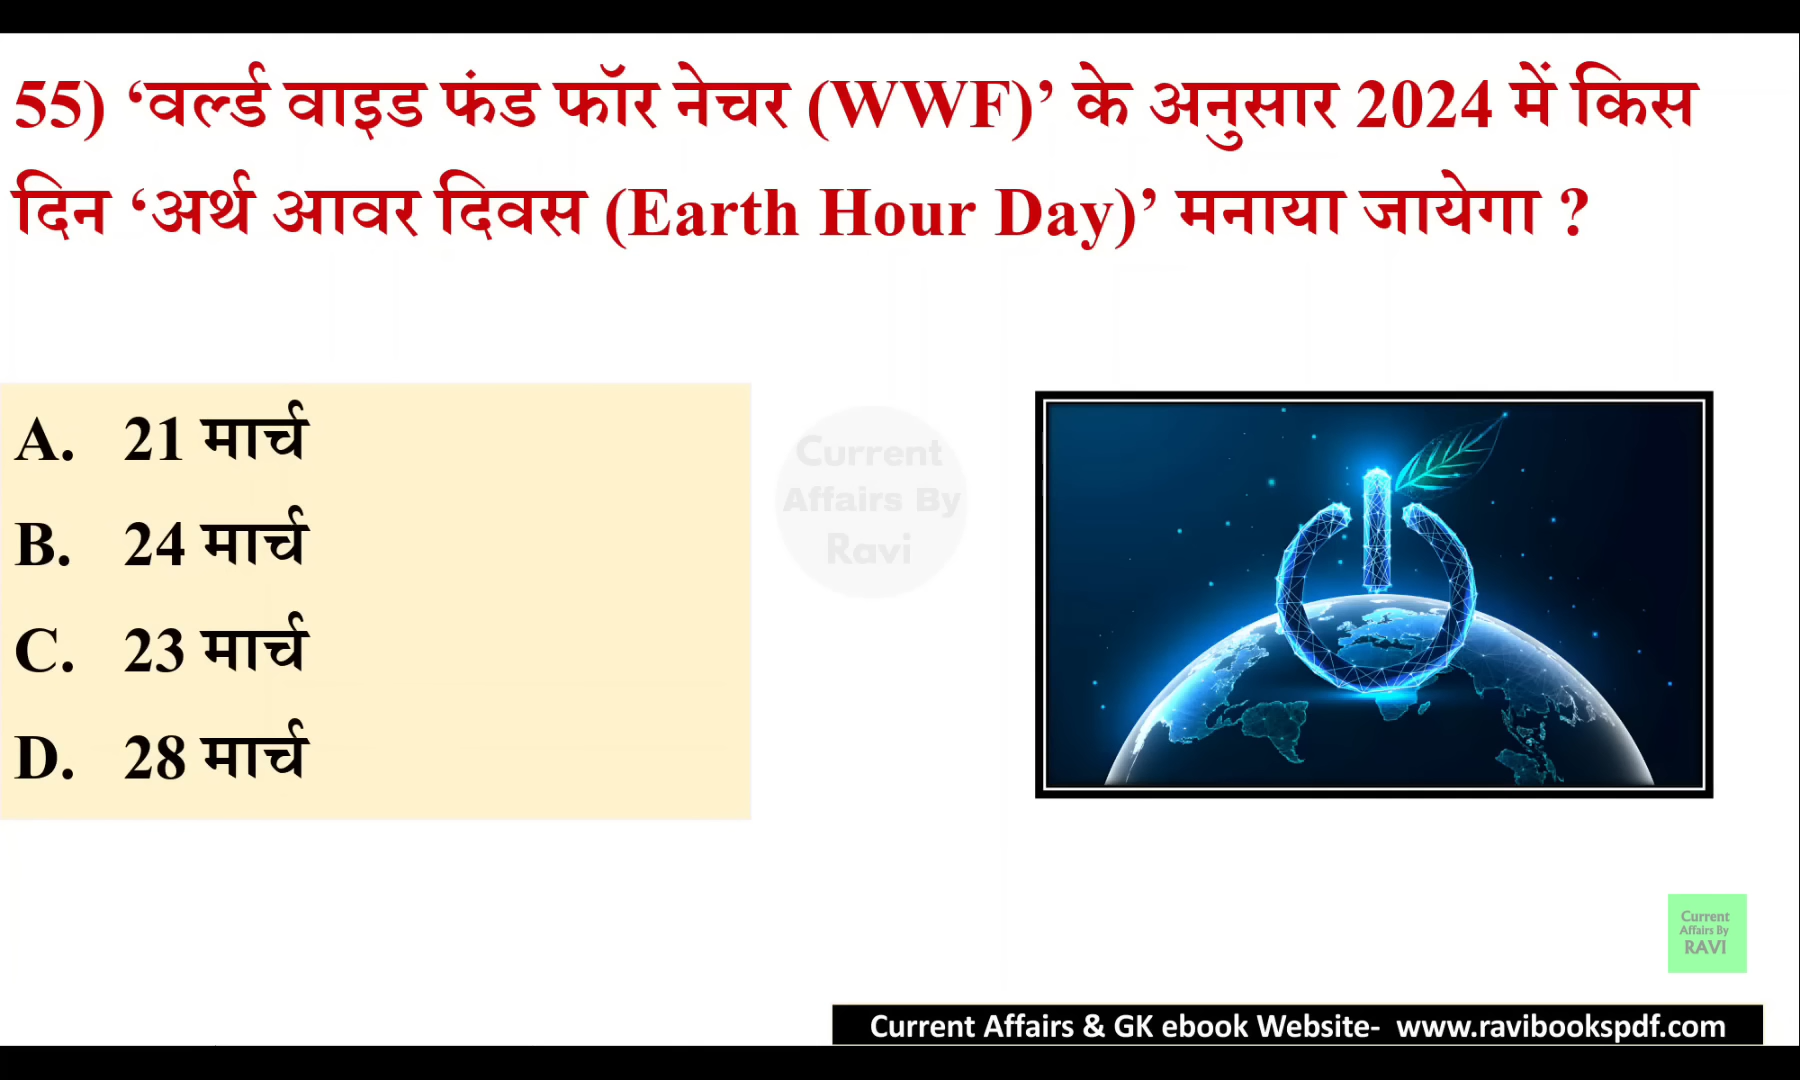 55) ‘वर्ल्ड वाइड फंड फॉर नेचर (WWF)’ के अनुसार 2024 में किस
दिन ‘अर्थ आवर दिवस (Earth Hour Day)’ मनाया जायेगा ?
A. 21 मार्च
B. 24 मार्च
C. 23 मार्च
D. 28 मार्च
Current
Affairs By
Ravi
Current
Affairs By
RAVI
Current Affairs & GK ebook Website- www.ravibookspdf.com